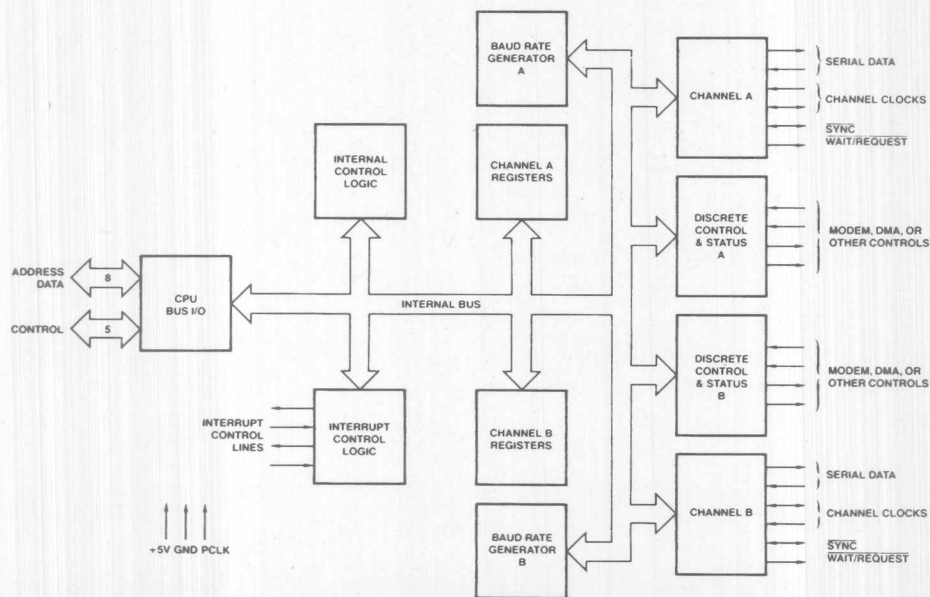 BAUD RATE
GENERATOR
A
CHANNEL A
SERIAL DATA
CHANNEL CLOCKS
SYNC
WAIT/REQUEST
INTERNAL
CONTROL
LOGIC
CHANNEL A
REGISTERS
DISCRETE
CONTROL
& STATUS
A
MODEM, DMA, OR
OTHER CONTROLS
ADDRESS
DATA
8
CPU
BUS I/O
CONTROL
5
INTERNAL BUS
DISCRETE
CONTROL
& STATUS
B
MODEM, DMA, OR
OTHER CONTROLS
INTERRUPT
CONTROL
LINES
INTERRUPT
CONTROL
LOGIC
CHANNEL B
REGISTERS
CHANNEL B
SERIAL DATA
CHANNEL CLOCKS
SYNC
WAIT/REQUEST
BAUD RATE
GENERATOR
B
+5V GND PCLK